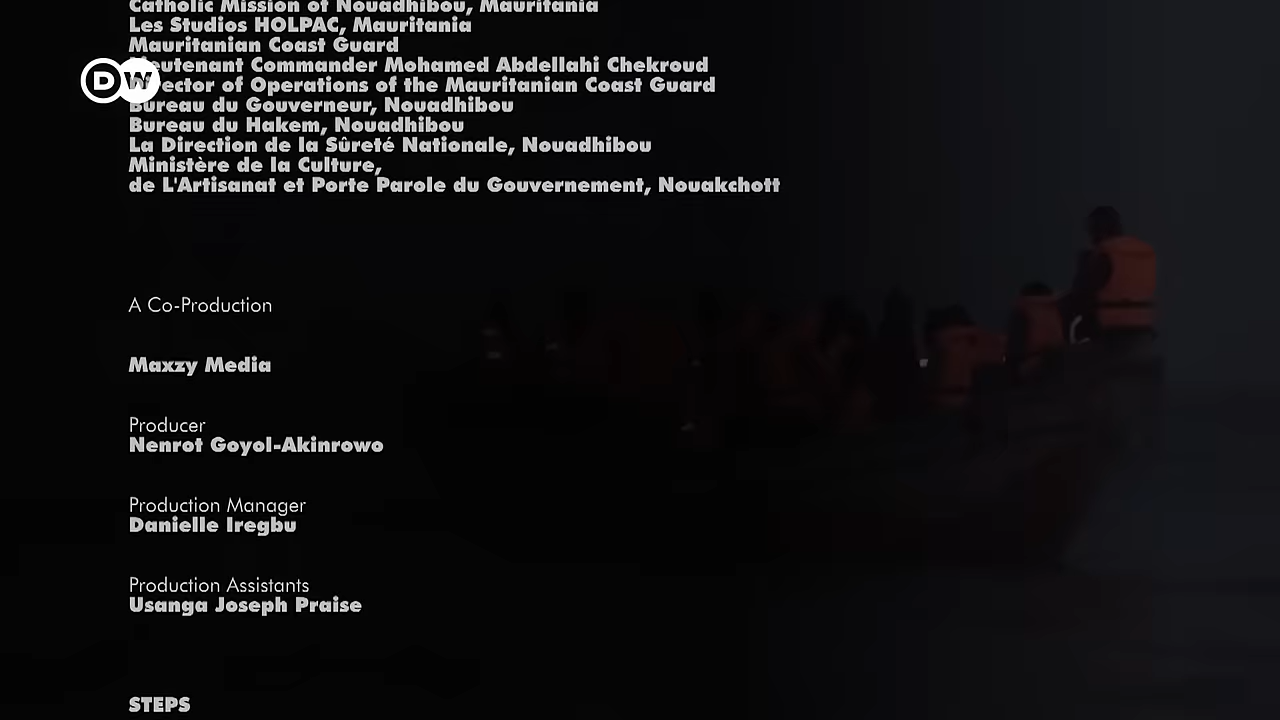 Catholic Mission of Nouadhibou, Mauritania
Les Studios HOLPAC, Mauritania
Mauritanian Coast Guard
Lieutenant Commander Mohamed Abdellahi Chekroud
Director of Operations of the Mauritanian Coast Guard
DW
Bureau du Gouverneur, Nouadhibou
Bureau du Hakem, Nouadhibou
La Direction de la Sûreté Nationale, Nouadhibou
Ministère de la Culture,
de L'Artisanat et Porte Parole du Gouvernement, Nouakchott
A Co-Production
Maxzy Media
Producer
Nenrot Goyol-Akinrowo
Production Manager
Danielle Iregbu
Production Assistants
Usanga Joseph Praise
STEPS